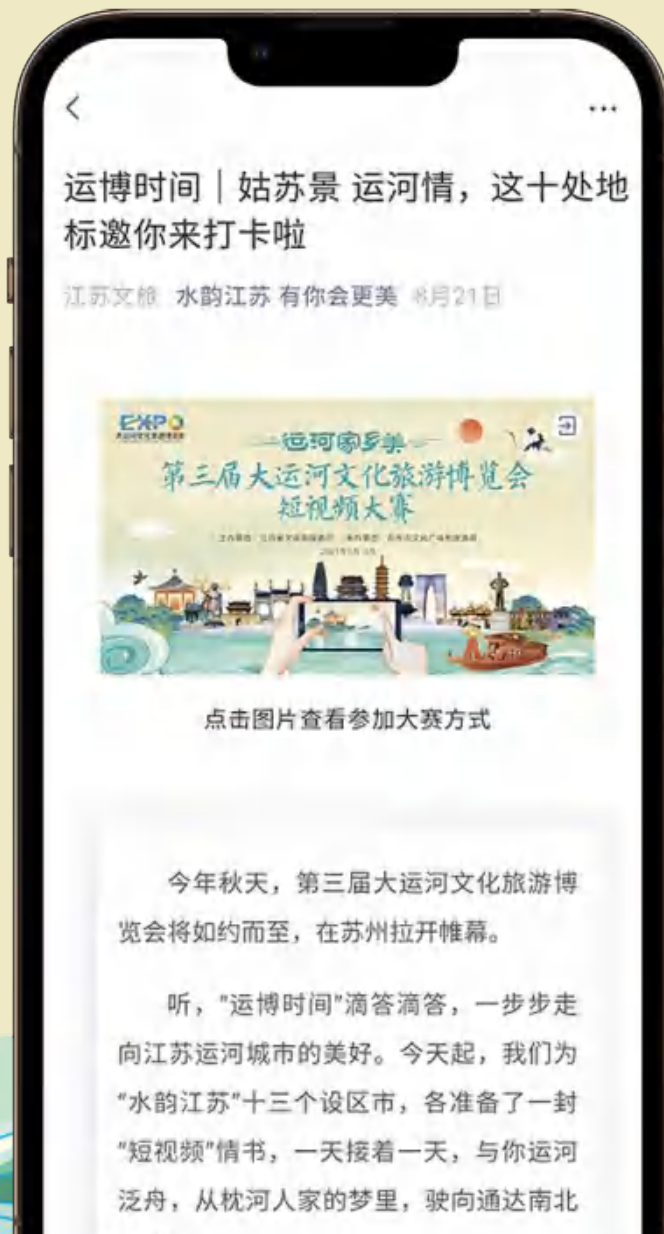 运博时间｜姑苏景 运河情，这十处地
标邀你来打卡啦
江苏文旅 水韵江苏 有你会更美 8月21日
EXPO
运河家乡美
第三届大运河文化旅游博览会
短视频大赛
点击图片查看参加大赛方式
今年秋天，第三届大运河文化旅游博
览会将如约而至，在苏州拉开帷幕。
听，"运博时间"滴答滴答，一步步走
向江苏运河城市的美好。今天起，我们为
"水韵江苏"十三个设区市，各准备了一封
"短视频"情书，一天接着一天，与你运河
泛舟，从枕河人家的梦里，驶向通达南北